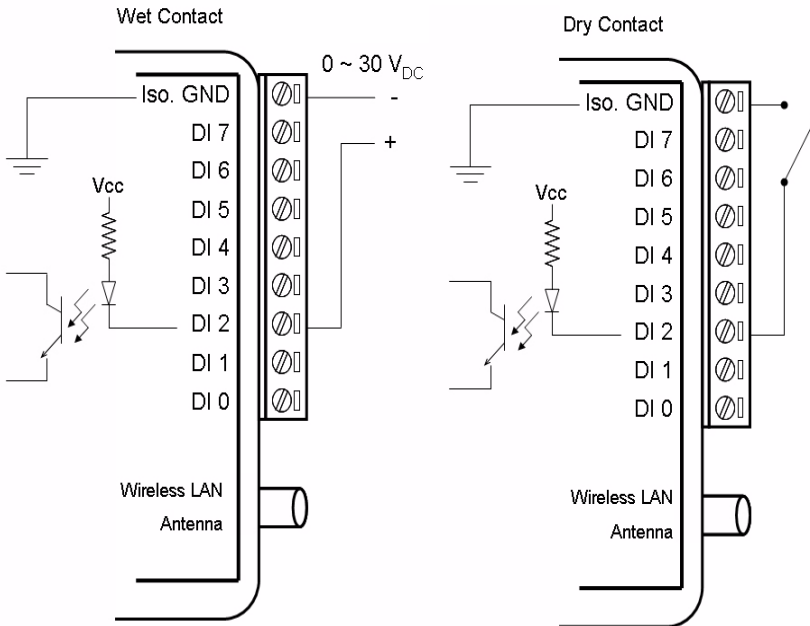 Wet Contact
0 ~ 30 VDC
Iso. GND
-
DI 7
+
DI 6
Vcc
DI 5
DI 4
DI 3
DI 2
DI 1
DI 0
Wireless LAN
Antenna
Dry Contact
Iso. GND
DI 7
DI 6
Vcc
DI 5
DI 4
DI 3
DI 2
DI 1
DI 0
Wireless LAN
Antenna